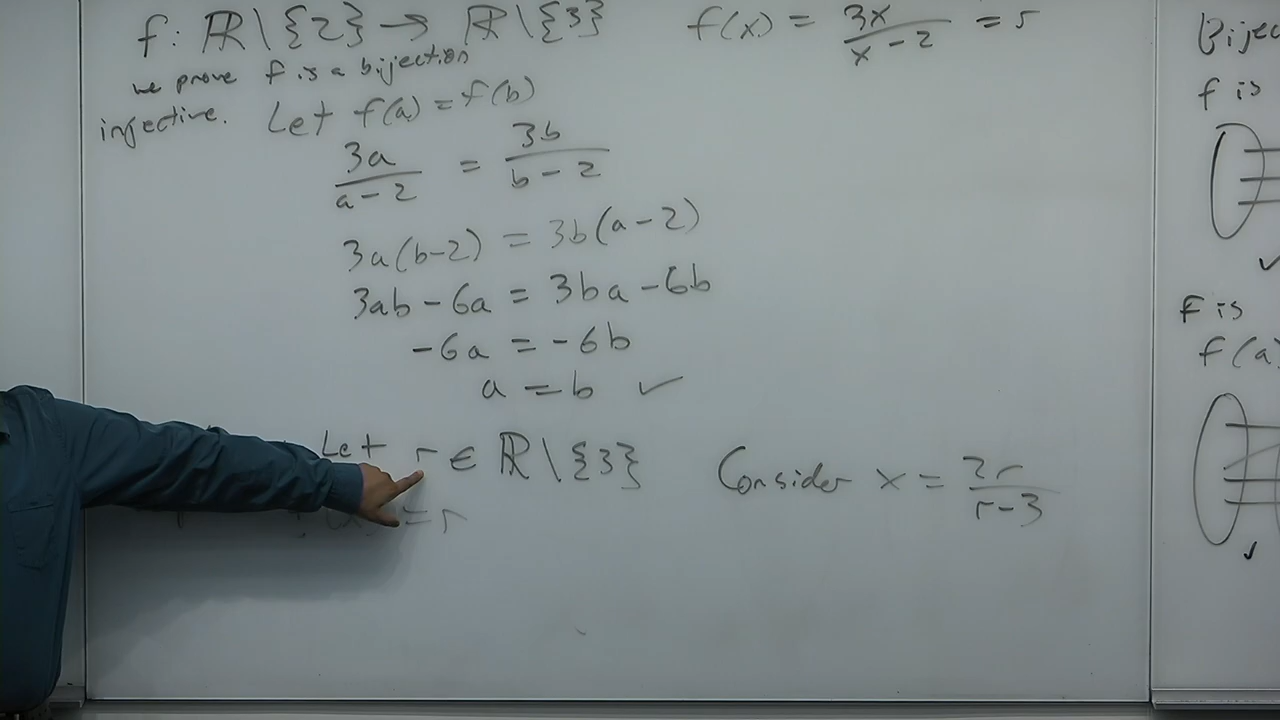 f: ℝ\{2} → ℝ\{3} f(x) = 3x/(x-2) = 5
we prove f is a bijection
injective. Let f(a) = f(b)
3a/(a-2) = 3b/(b-2)
3a(b-2) = 3b(a-2)
3ab - 6a = 3ba - 6b
-6a = -6b
a = b ✓
Let r ∈ ℝ\{3} Consider x = 2r/(r-3)
= r
Bijec
f is
✓
f is
f(a)
✓